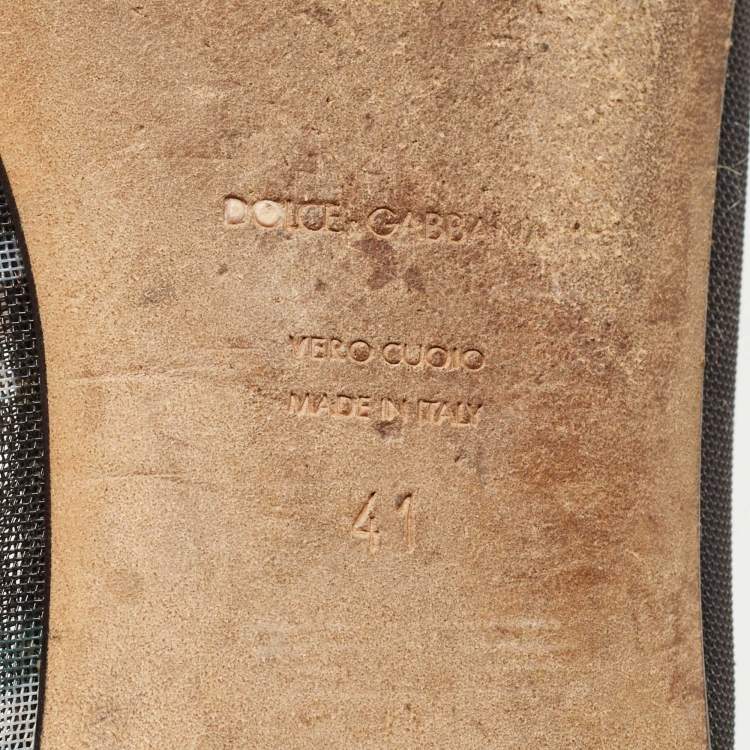 DOLCE & GABBANA
VERO CUOIO
MADE IN ITALY
41